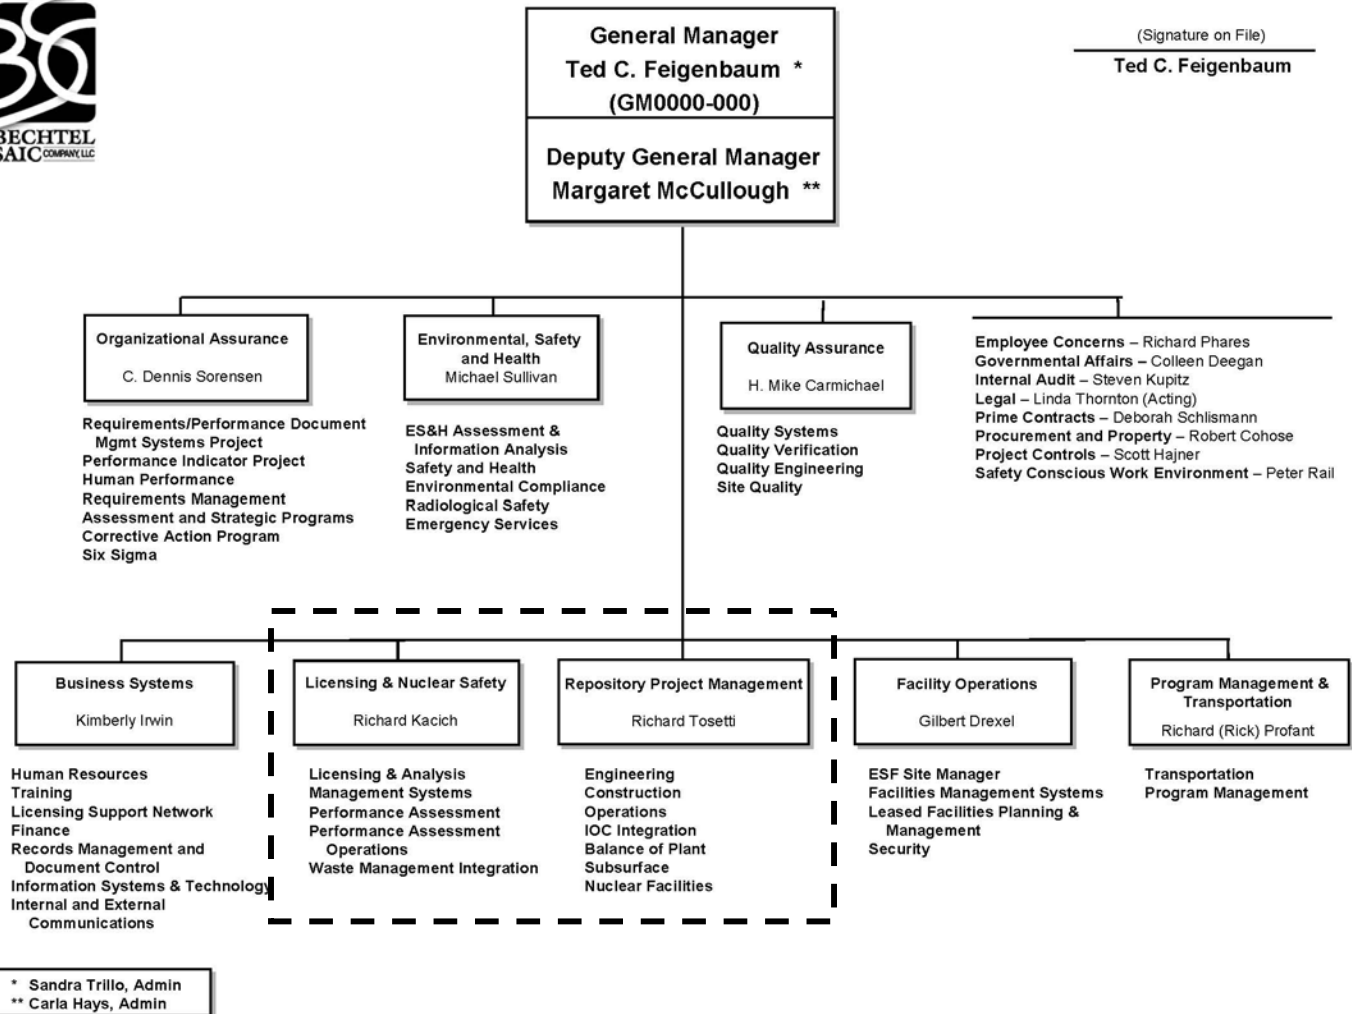 BECHTEL
SAIC COMPANY, LLC
General Manager
Ted C. Feigenbaum *
(GM0000-000)
Deputy General Manager
Margaret McCullough **
(Signature on File)
Ted C. Feigenbaum
Organizational Assurance
C. Dennis Sorensen
Requirements/Performance Document
Mgmt Systems Project
Performance Indicator Project
Human Performance
Requirements Management
Assessment and Strategic Programs
Corrective Action Program
Six Sigma
Environmental, Safety
and Health
Michael Sullivan
ES&H Assessment &
Information Analysis
Safety and Health
Environmental Compliance
Radiological Safety
Emergency Services
Quality Assurance
H. Mike Carmichael
Quality Systems
Quality Verification
Quality Engineering
Site Quality
Employee Concerns – Richard Phares
Governmental Affairs – Colleen Deegan
Internal Audit – Steven Kupitz
Legal – Linda Thornton (Acting)
Prime Contracts – Deborah Schlismann
Procurement and Property – Robert Cohose
Project Controls – Scott Hajner
Safety Conscious Work Environment – Peter Rail
Business Systems
Kimberly Irwin
Human Resources
Training
Licensing Support Network
Finance
Records Management and
Document Control
Information Systems & Technology
Internal and External
Communications
Licensing & Nuclear Safety
Richard Kacich
Licensing & Analysis
Management Systems
Performance Assessment
Performance Assessment
Operations
Waste Management Integration
Repository Project Management
Richard Tosetti
Engineering
Construction
Operations
IOC Integration
Balance of Plant
Subsurface
Nuclear Facilities
Facility Operations
Gilbert Drexel
ESF Site Manager
Facilities Management Systems
Leased Facilities Planning &
Management
Security
Program Management &
Transportation
Richard (Rick) Profant
Transportation
Program Management
* Sandra Trillo, Admin
** Carla Hays, Admin